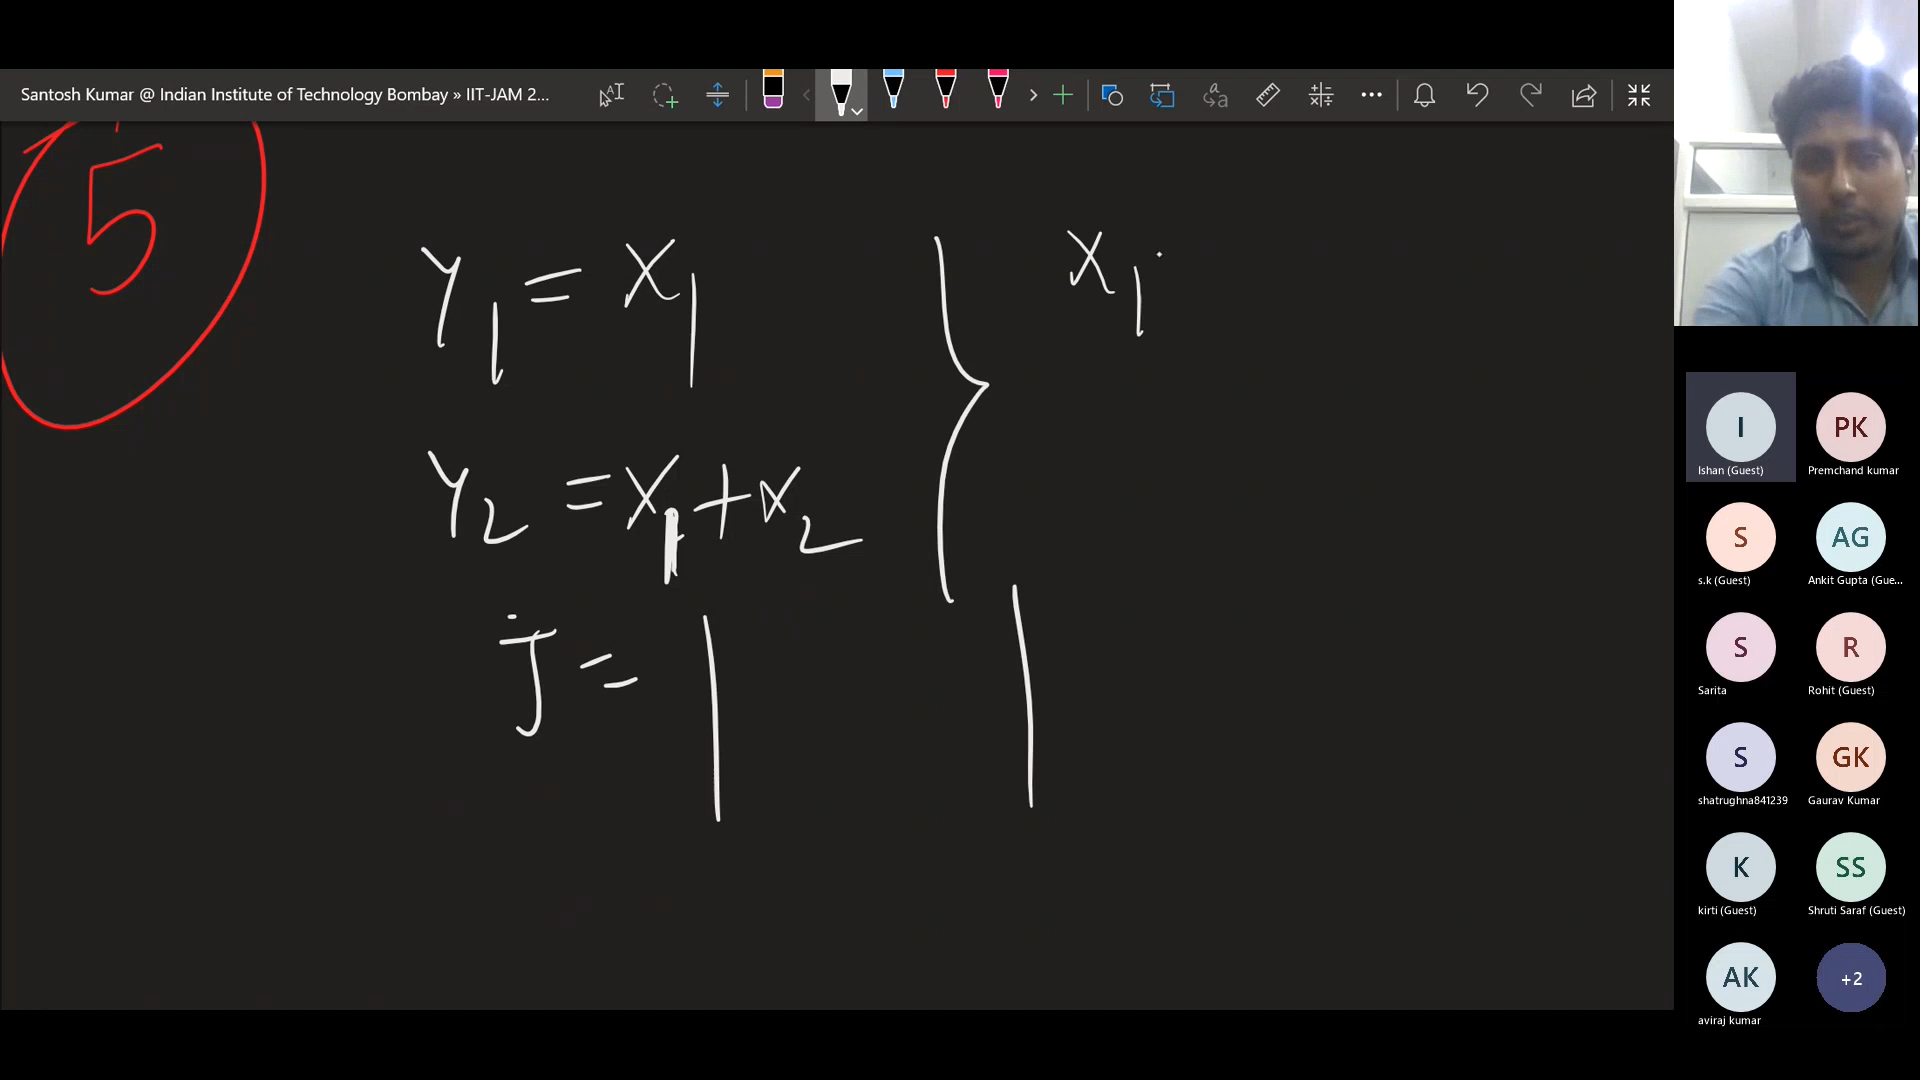 Santosh Kumar @ Indian Institute of Technology Bombay » IIT-JAM 2...
5
Y₁ = X₁
X₁
Y₂ = X₁ + X₂
J = | |
I
Ishan (Guest)
PK
Premchand kumar
S
s.k (Guest)
AG
Ankit Gupta (Gue...
S
Sarita
R
Rohit (Guest)
S
shatrughna841239
GK
Gaurav Kumar
K
kirti (Guest)
SS
Shruti Saraf (Guest)
AK
aviraj kumar
+2